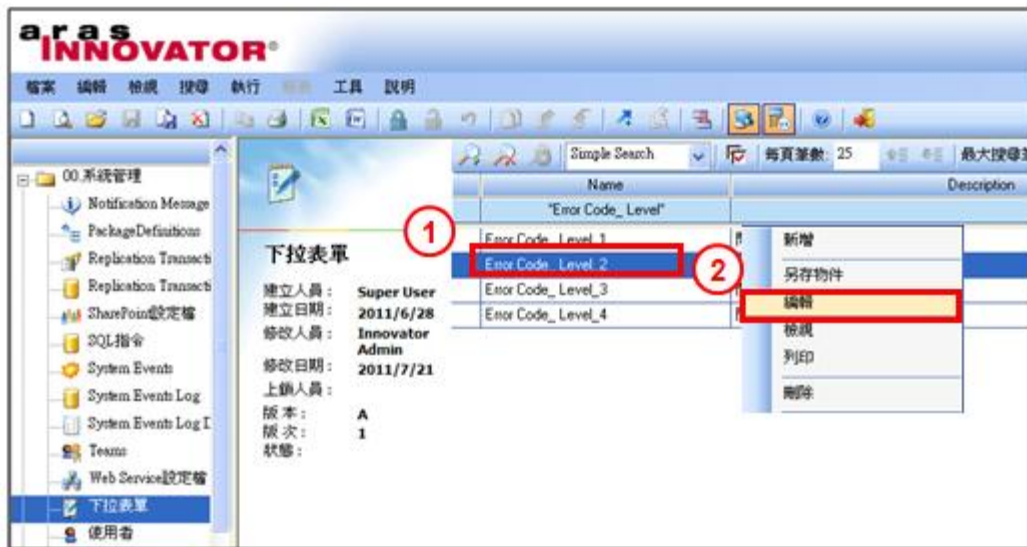 aras
INNOVATOR®
檔案 編輯 檢視 搜尋 執行 工具 說明
Simple Search 每頁筆數: 25 最大搜尋
00.系統管理
Notification Message
PackageDefinitions
Replication Transacti
Replication Transacti
SharePoint設定檔
SQL指令
System Events
System Events Log
System Events Log D
Teams
Web Service設定檔
下拉表單
使用者
下拉表單
建立人員: Super User
建立日期: 2011/6/28
修改人員: Innovator
Admin
修改日期: 2011/7/21
上鎖人員:
版本: A
版次: 1
狀態:
Name Description
"Error Code_ Level"
1
Error Code_ Level_1
Error Code_ Level_2
Error Code_ Level_3
Error Code_ Level_4
2
新增
另存物件
編輯
檢視
列印
刪除